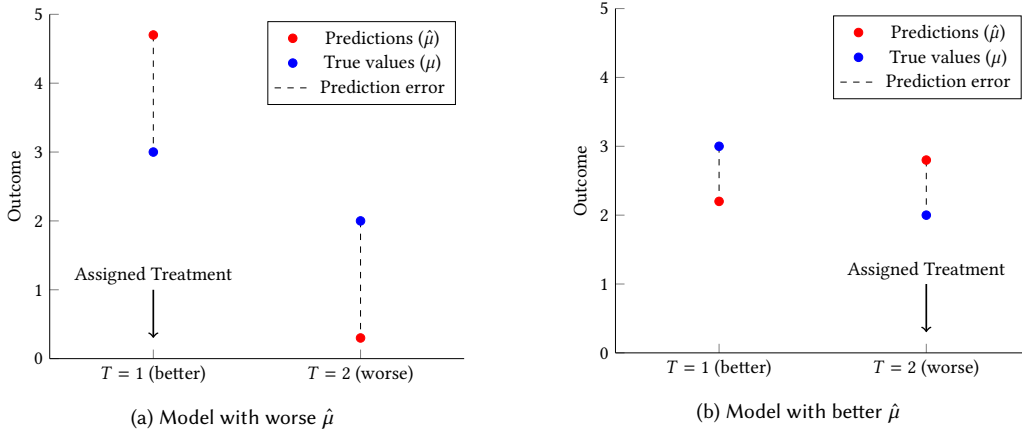 5
4
3
2
1
0
Outcome
Predictions (μ̂)
True values (μ)
Prediction error
Assigned Treatment
T = 1 (better)
T = 2 (worse)
(a) Model with worse μ̂
5
4
3
2
1
0
Outcome
Predictions (μ̂)
True values (μ)
Prediction error
Assigned Treatment
T = 1 (better)
T = 2 (worse)
(b) Model with better μ̂